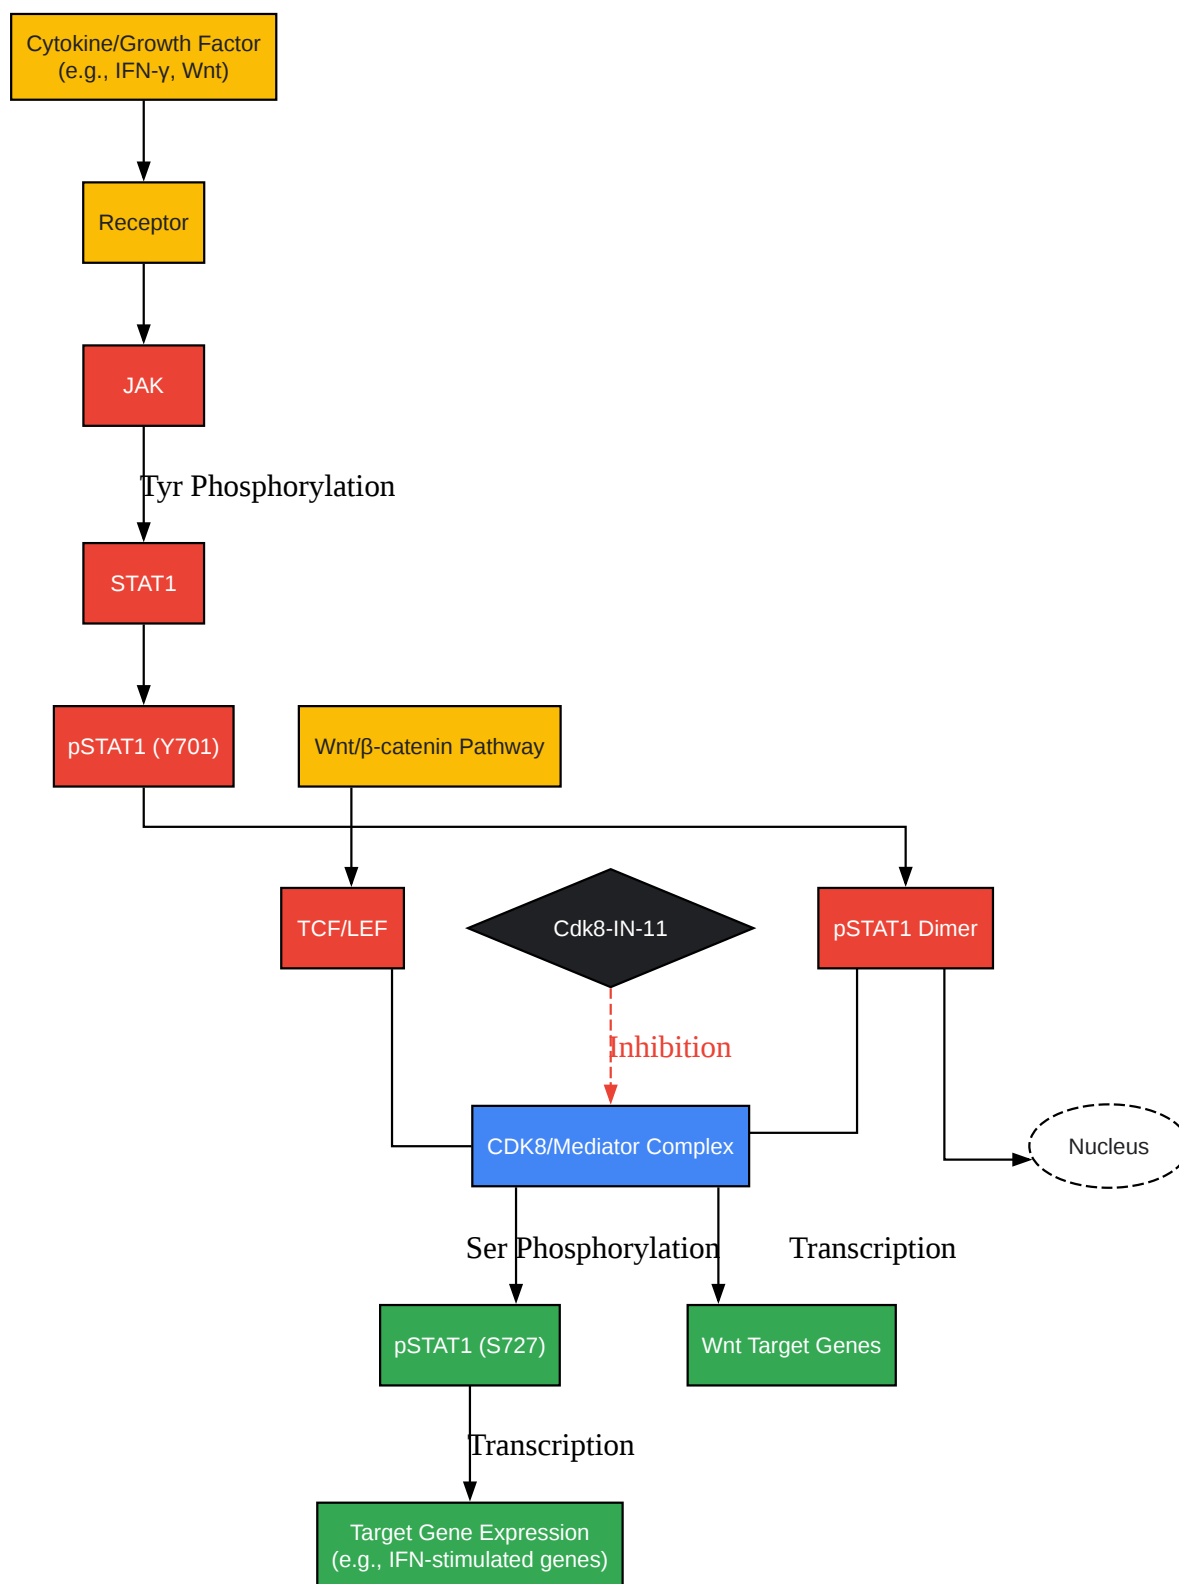 Cytokine/Growth Factor
(e.g., IFN-γ, Wnt)
Receptor
JAK
Tyr Phosphorylation
STAT1
pSTAT1 (Y701)
Wnt/β-catenin Pathway
TCF/LEF
Cdk8-IN-11
pSTAT1 Dimer
Inhibition
CDK8/Mediator Complex
Nucleus
Ser Phosphorylation
Transcription
pSTAT1 (S727)
Wnt Target Genes
Transcription
Target Gene Expression
(e.g., IFN-stimulated genes)